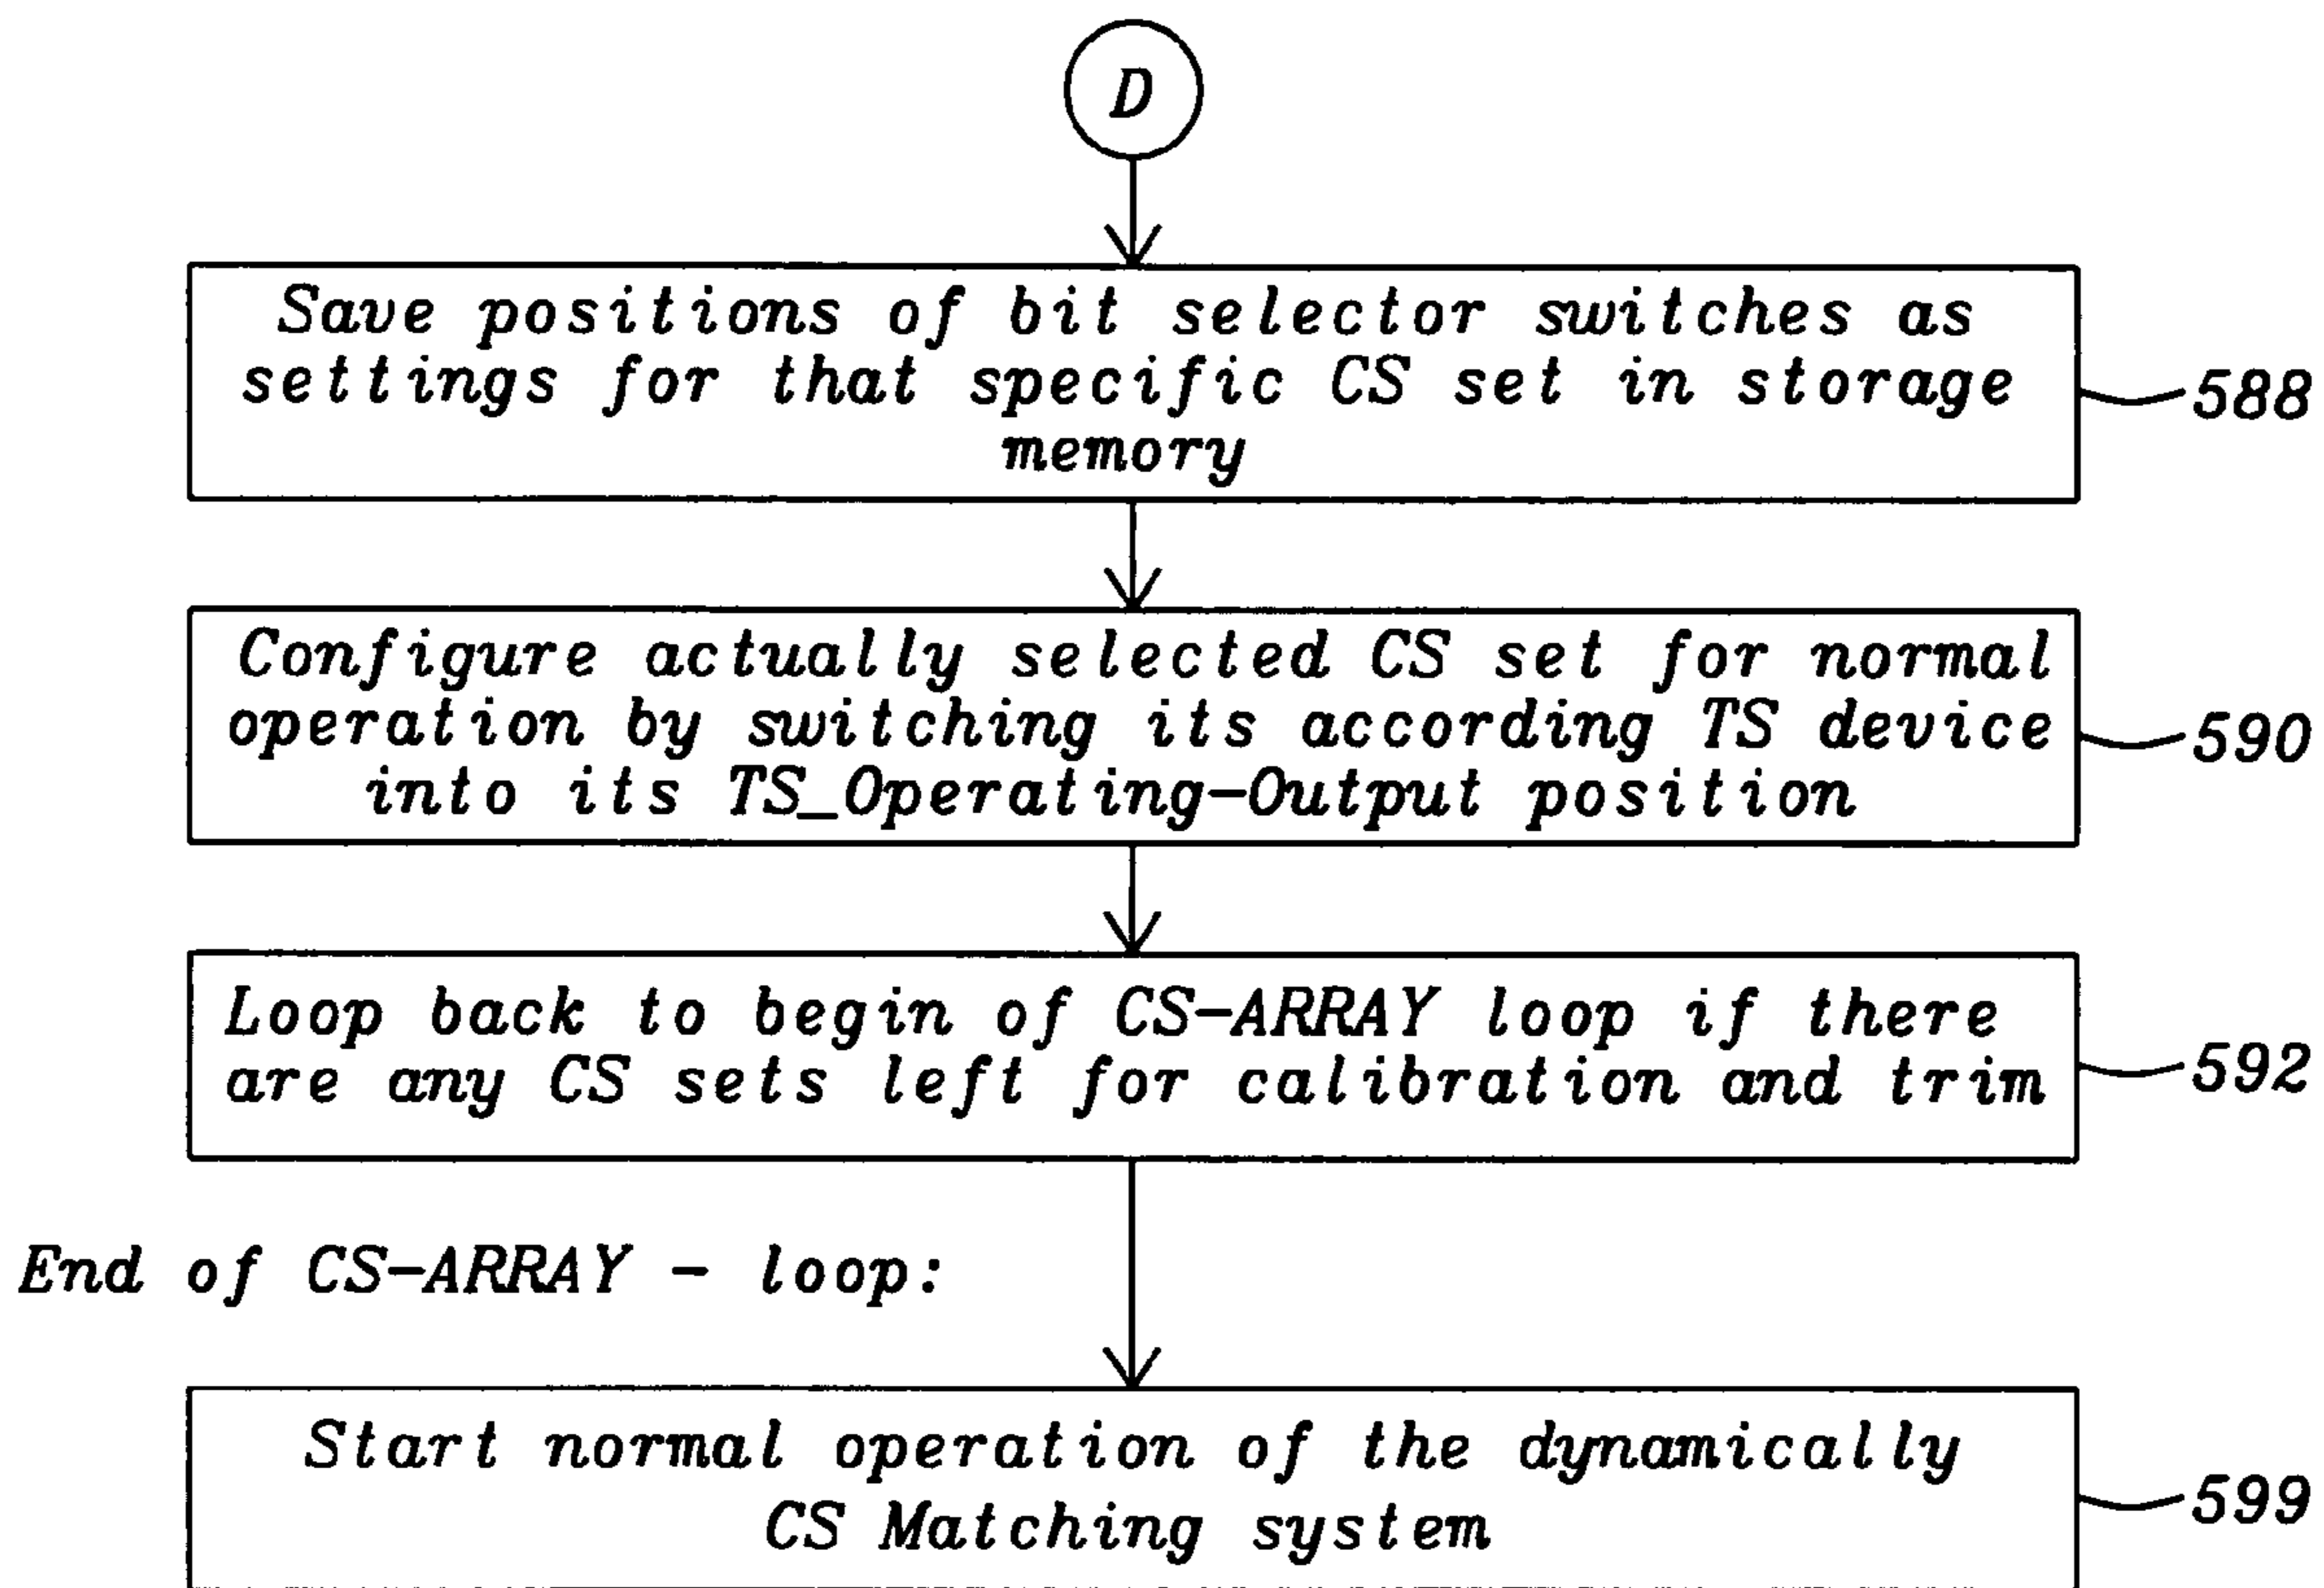 D
Save positions of bit selector switches as
settings for that specific CS set in storage
memory
588
Configure actually selected CS set for normal
operation by switching its according TS device
into its TS_Operating-Output position
590
Loop back to begin of CS-ARRAY loop if there
are any CS sets left for calibration and trim
592
End of CS-ARRAY - loop:
Start normal operation of the dynamically
CS Matching system
599